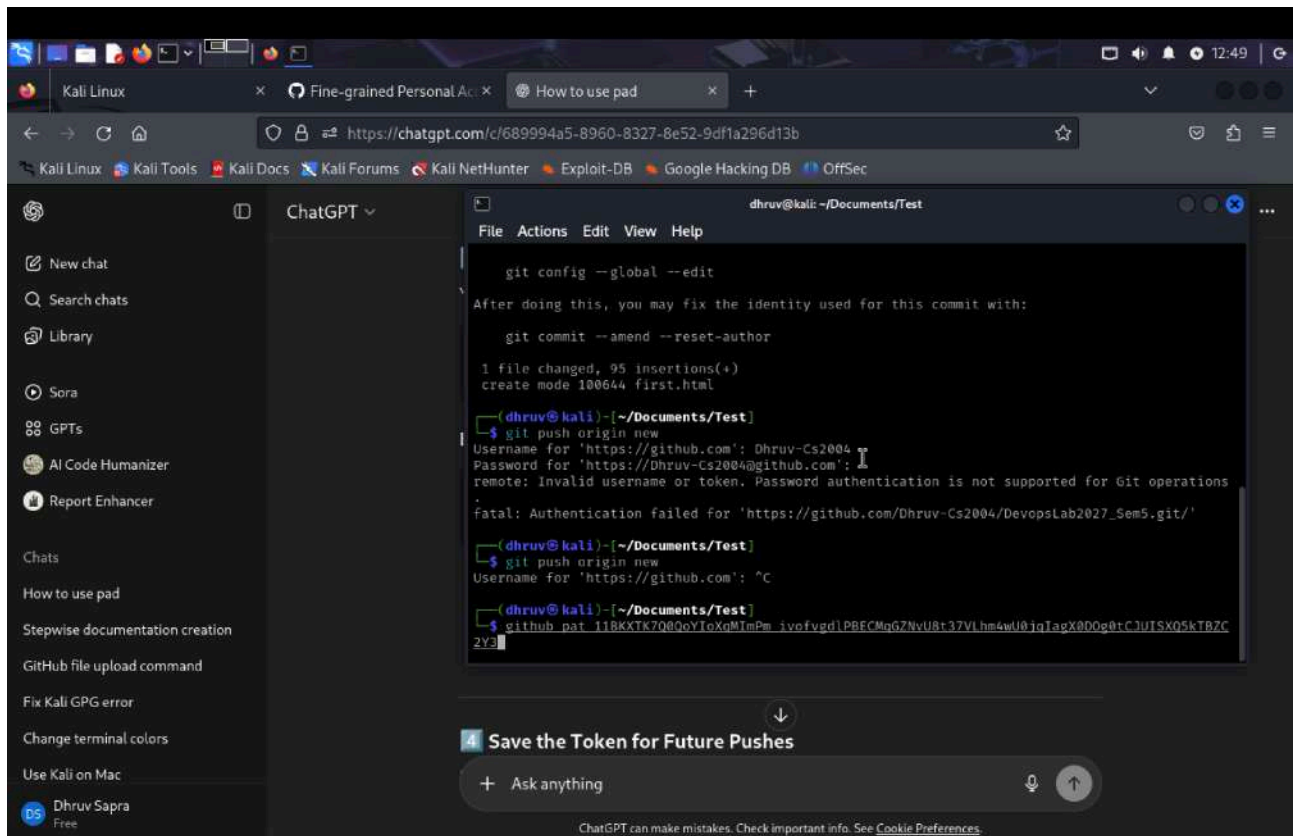 12:49
Kali Linux
Fine-grained Personal Ac
How to use pad
https://chatgpt.com/c/689994a5-8960-8327-8e52-9df1a296d13b
Kali Linux Kali Tools Kali Docs Kali Forums Kali NetHunter Exploit-DB Google Hacking DB OffSec
ChatGPT
New chat
Search chats
Library
Sora
GPTs
AI Code Humanizer
Report Enhancer
Chats
How to use pad
Stepwise documentation creation
GitHub file upload command
Fix Kali GPG error
Change terminal colors
Use Kali on Mac
DS
Dhruv Sapra
Free
dhruv@kali: ~/Documents/Test
File Actions Edit View Help
git config --global --edit
After doing this, you may fix the identity used for this commit with:
git commit --amend --reset-author
1 file changed, 95 insertions(+)
create mode 100644 first.html
(dhruv㉿kali)-[~/Documents/Test]
$ git push origin new
Username for 'https://github.com': Dhruv-Cs2004
Password for 'https://Dhruv-Cs2004@github.com':
remote: Invalid username or token. Password authentication is not supported for Git operations
.
fatal: Authentication failed for 'https://github.com/Dhruv-Cs2004/DevopsLab2027_Sem5.git/'
(dhruv㉿kali)-[~/Documents/Test]
$ git push origin new
Username for 'https://github.com': ^C
(dhruv㉿kali)-[~/Documents/Test]
$
4 Save the Token for Future Pushes
+ Ask anything
ChatGPT can make mistakes. Check important info. See Cookie Preferences.